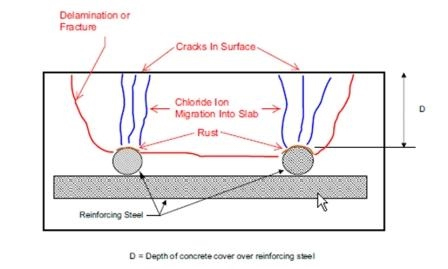 Delamination or
Fracture
Cracks In Surface
Chloride Ion
Migration Into Slab
Rust
D
Reinforcing Steel
D = Depth of concrete cover over reinforcing steel